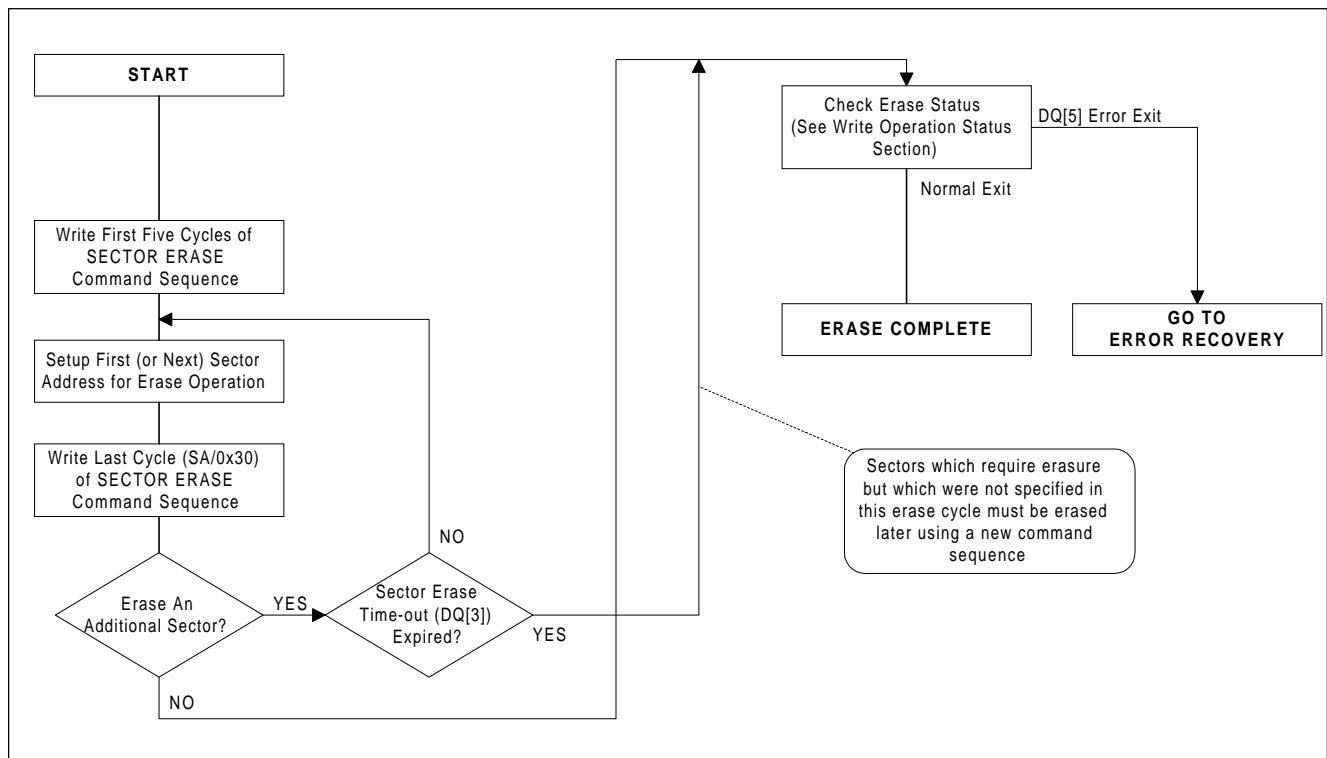 START
Write First Five Cycles of
SECTOR ERASE
Command Sequence
Setup First (or Next) Sector
Address for Erase Operation
Write Last Cycle (SA/0x30)
of SECTOR ERASE
Command Sequence
Erase An
Additional Sector?
YES
NO
Sector Erase
Time-out (DQ[3])
Expired?
NO
YES
Check Erase Status
(See Write Operation Status
Section)
DQ[5] Error Exit
Normal Exit
ERASE COMPLETE
GO TO
ERROR RECOVERY
Sectors which require erasure
but which were not specified in
this erase cycle must be erased
later using a new command
sequence